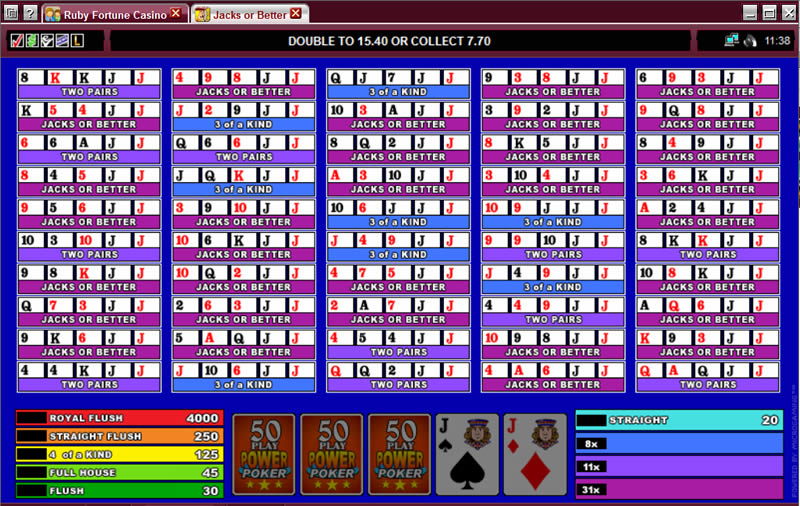 ? Ruby Fortune Casino Jacks or Better
L DOUBLE TO 15.40 OR COLLECT 7.70 11:38
8 K K J J 4 9 8 J J Q J 7 J J 9 3 8 J J 6 9 3 J J
TWO PAIRS JACKS OR BETTER 3 of a KIND JACKS OR BETTER JACKS OR BETTER
K 5 4 J J J 2 9 J J 10 3 A J J 3 9 2 J J 9 Q 8 J J
JACKS OR BETTER 3 of a KIND JACKS OR BETTER JACKS OR BETTER JACKS OR BETTER
6 6 A J J Q 6 6 J J 8 Q 2 J J 8 K 5 J J 8 4 9 J J
TWO PAIRS TWO PAIRS JACKS OR BETTER JACKS OR BETTER JACKS OR BETTER
8 4 5 J J J Q K J J A 3 10 J J 3 10 4 J J 3 6 K J J
JACKS OR BETTER 3 of a KIND JACKS OR BETTER JACKS OR BETTER JACKS OR BETTER
9 5 6 J J 3 9 10 J J 10 6 J J J 10 9 J J J A 2 4 J J
JACKS OR BETTER JACKS OR BETTER 3 of a KIND 3 of a KIND JACKS OR BETTER
10 3 10 J J 10 6 K J J J 4 9 J J 9 9 10 J J 8 K K J J
TWO PAIRS JACKS OR BETTER 3 of a KIND TWO PAIRS TWO PAIRS
9 8 K J J 10 Q 2 J J 4 7 5 J J J 4 9 J J 10 8 K J J
JACKS OR BETTER JACKS OR BETTER JACKS OR BETTER 3 of a KIND JACKS OR BETTER
Q 7 3 J J 2 6 3 J J 2 A 7 J J 4 4 9 J J A Q 6 J J
JACKS OR BETTER JACKS OR BETTER JACKS OR BETTER TWO PAIRS JACKS OR BETTER
9 K 6 J J 5 A Q J J 4 5 4 J J 10 9 8 J J K 9 3 J J
JACKS OR BETTER JACKS OR BETTER TWO PAIRS JACKS OR BETTER JACKS OR BETTER
4 4 K J J J 10 6 J J Q Q 2 J J 4 A 6 J J Q A Q J J
TWO PAIRS 3 of a KIND TWO PAIRS JACKS OR BETTER TWO PAIRS
ROYAL FLUSH 4000
STRAIGHT FLUSH 250
4 of a KIND 125
FULL HOUSE 45
FLUSH 30
50 PLAY POWER POKER
50 PLAY POWER POKER
50 PLAY POWER POKER
J
J
STRAIGHT 20
8x
11x
31x
POWERED BY MICROGAMING™